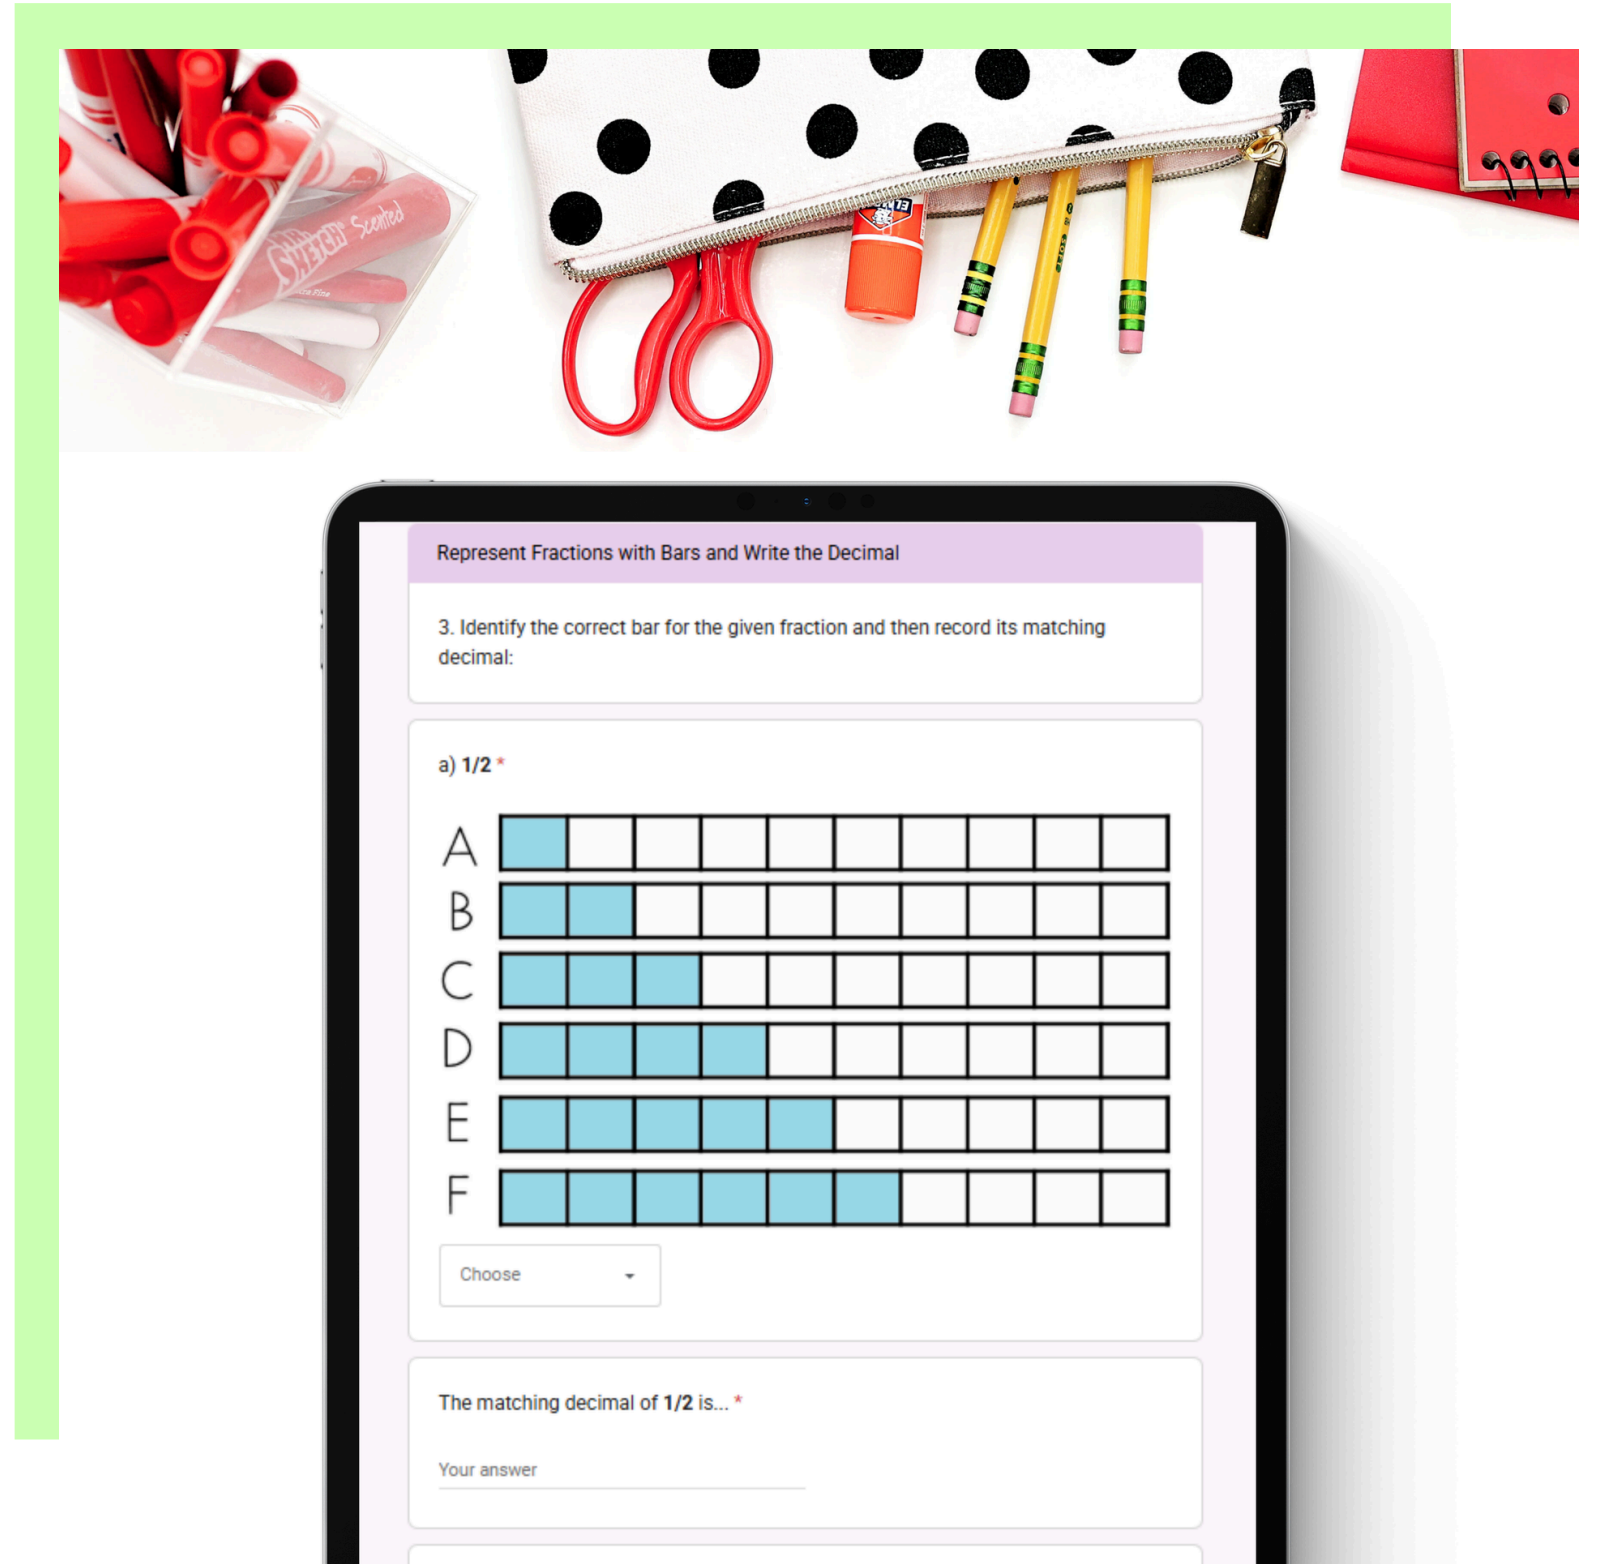 SKETCH Scented
Represent Fractions with Bars and Write the Decimal
3. Identify the correct bar for the given fraction and then record its matching
decimal:
a) 1/2 *
A
B
C
D
E
F
Choose
The matching decimal of 1/2 is... *
Your answer